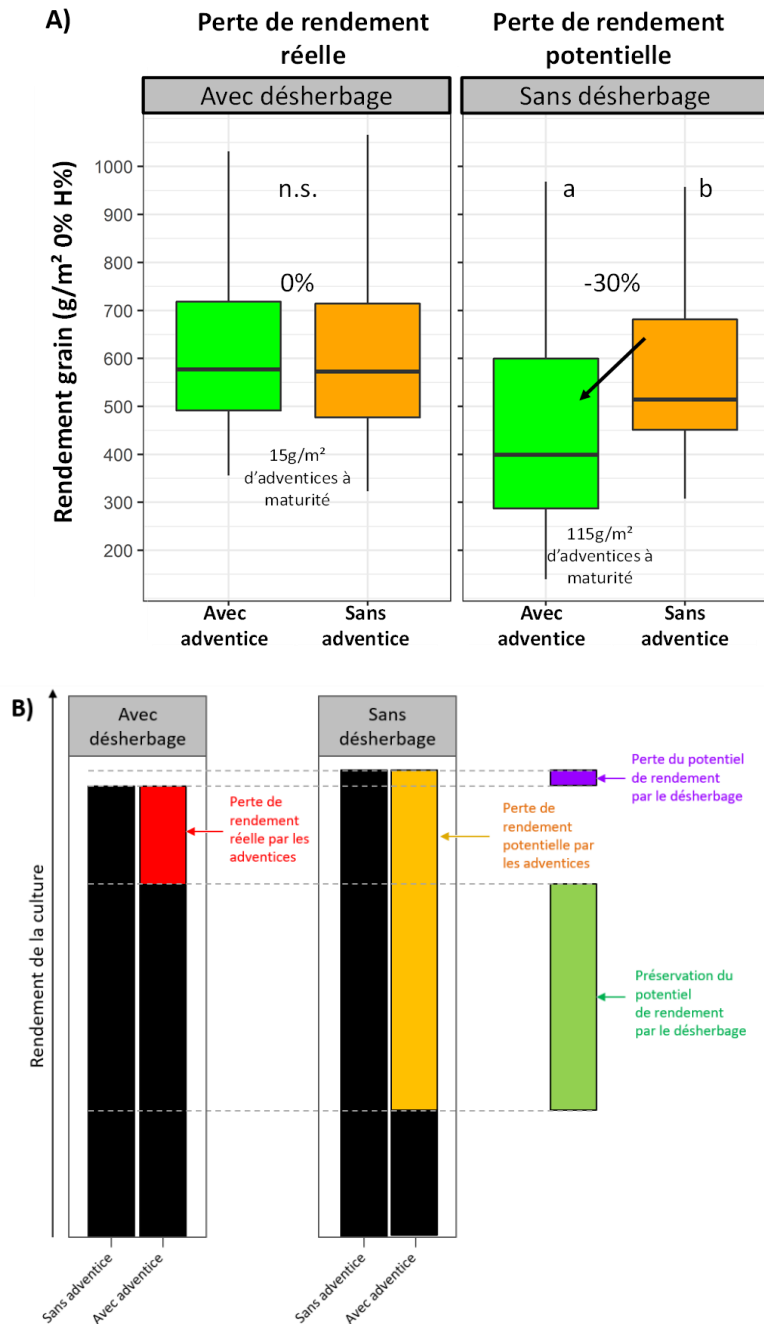 A)
Perte de rendement
réelle
Perte de rendement
potentielle
Avec désherbage
Sans désherbage
Rendement grain (g/m² 0% H%)
1000
900
800
700
600
500
400
300
200
n.s.
0%
15g/m²
d'adventices à
maturité
a
b
-30%
115g/m²
d'adventices à
maturité
Avec
adventice
Sans
adventice
Avec
adventice
Sans
adventice
B)
Rendement de la culture
Avec
désherbage
Sans
désherbage
Perte de
rendement
réelle par les
adventices
Perte de
rendement
potentielle par
les adventices
Perte du potentiel
de rendement
par le désherbage
Préservation du
potentiel
de rendement
par le désherbage
Sans adventice
Avec adventice
Sans adventice
Avec adventice